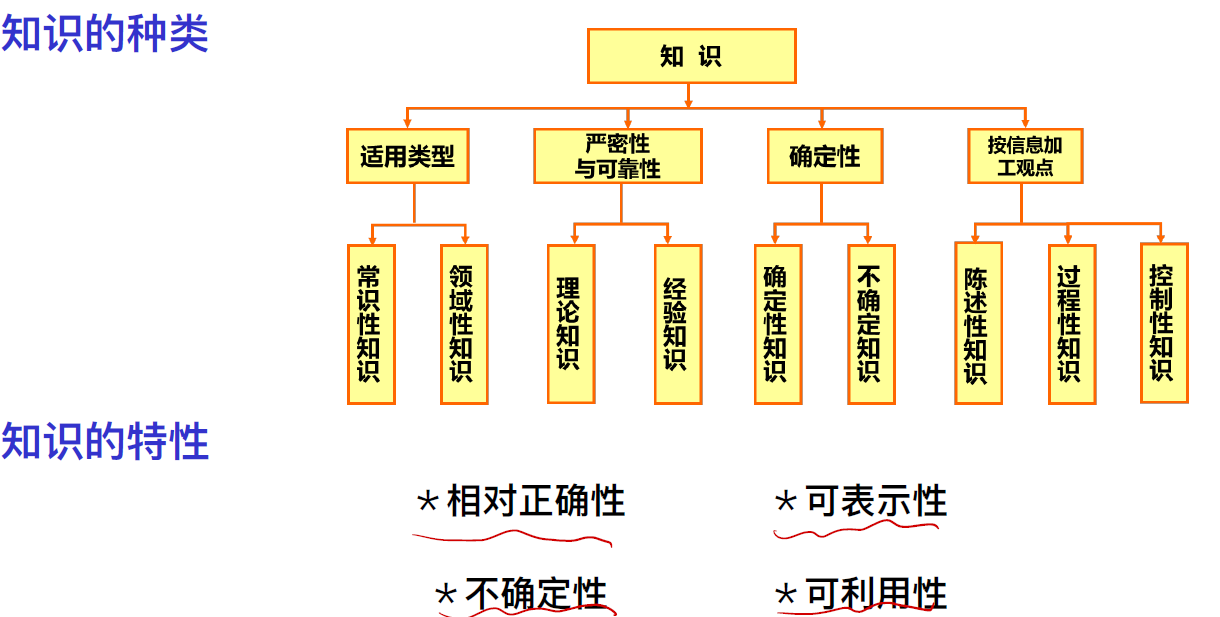 知识的种类
知 识
适用类型
严密性
与可靠性
确定性
按信息加
工观点
常识性知识
领域性知识
理论知识
经验知识
确定性知识
不确定知识
陈述性知识
过程性知识
控制性知识
知识的特性
＊相对正确性
＊可表示性
＊不确定性
＊可利用性